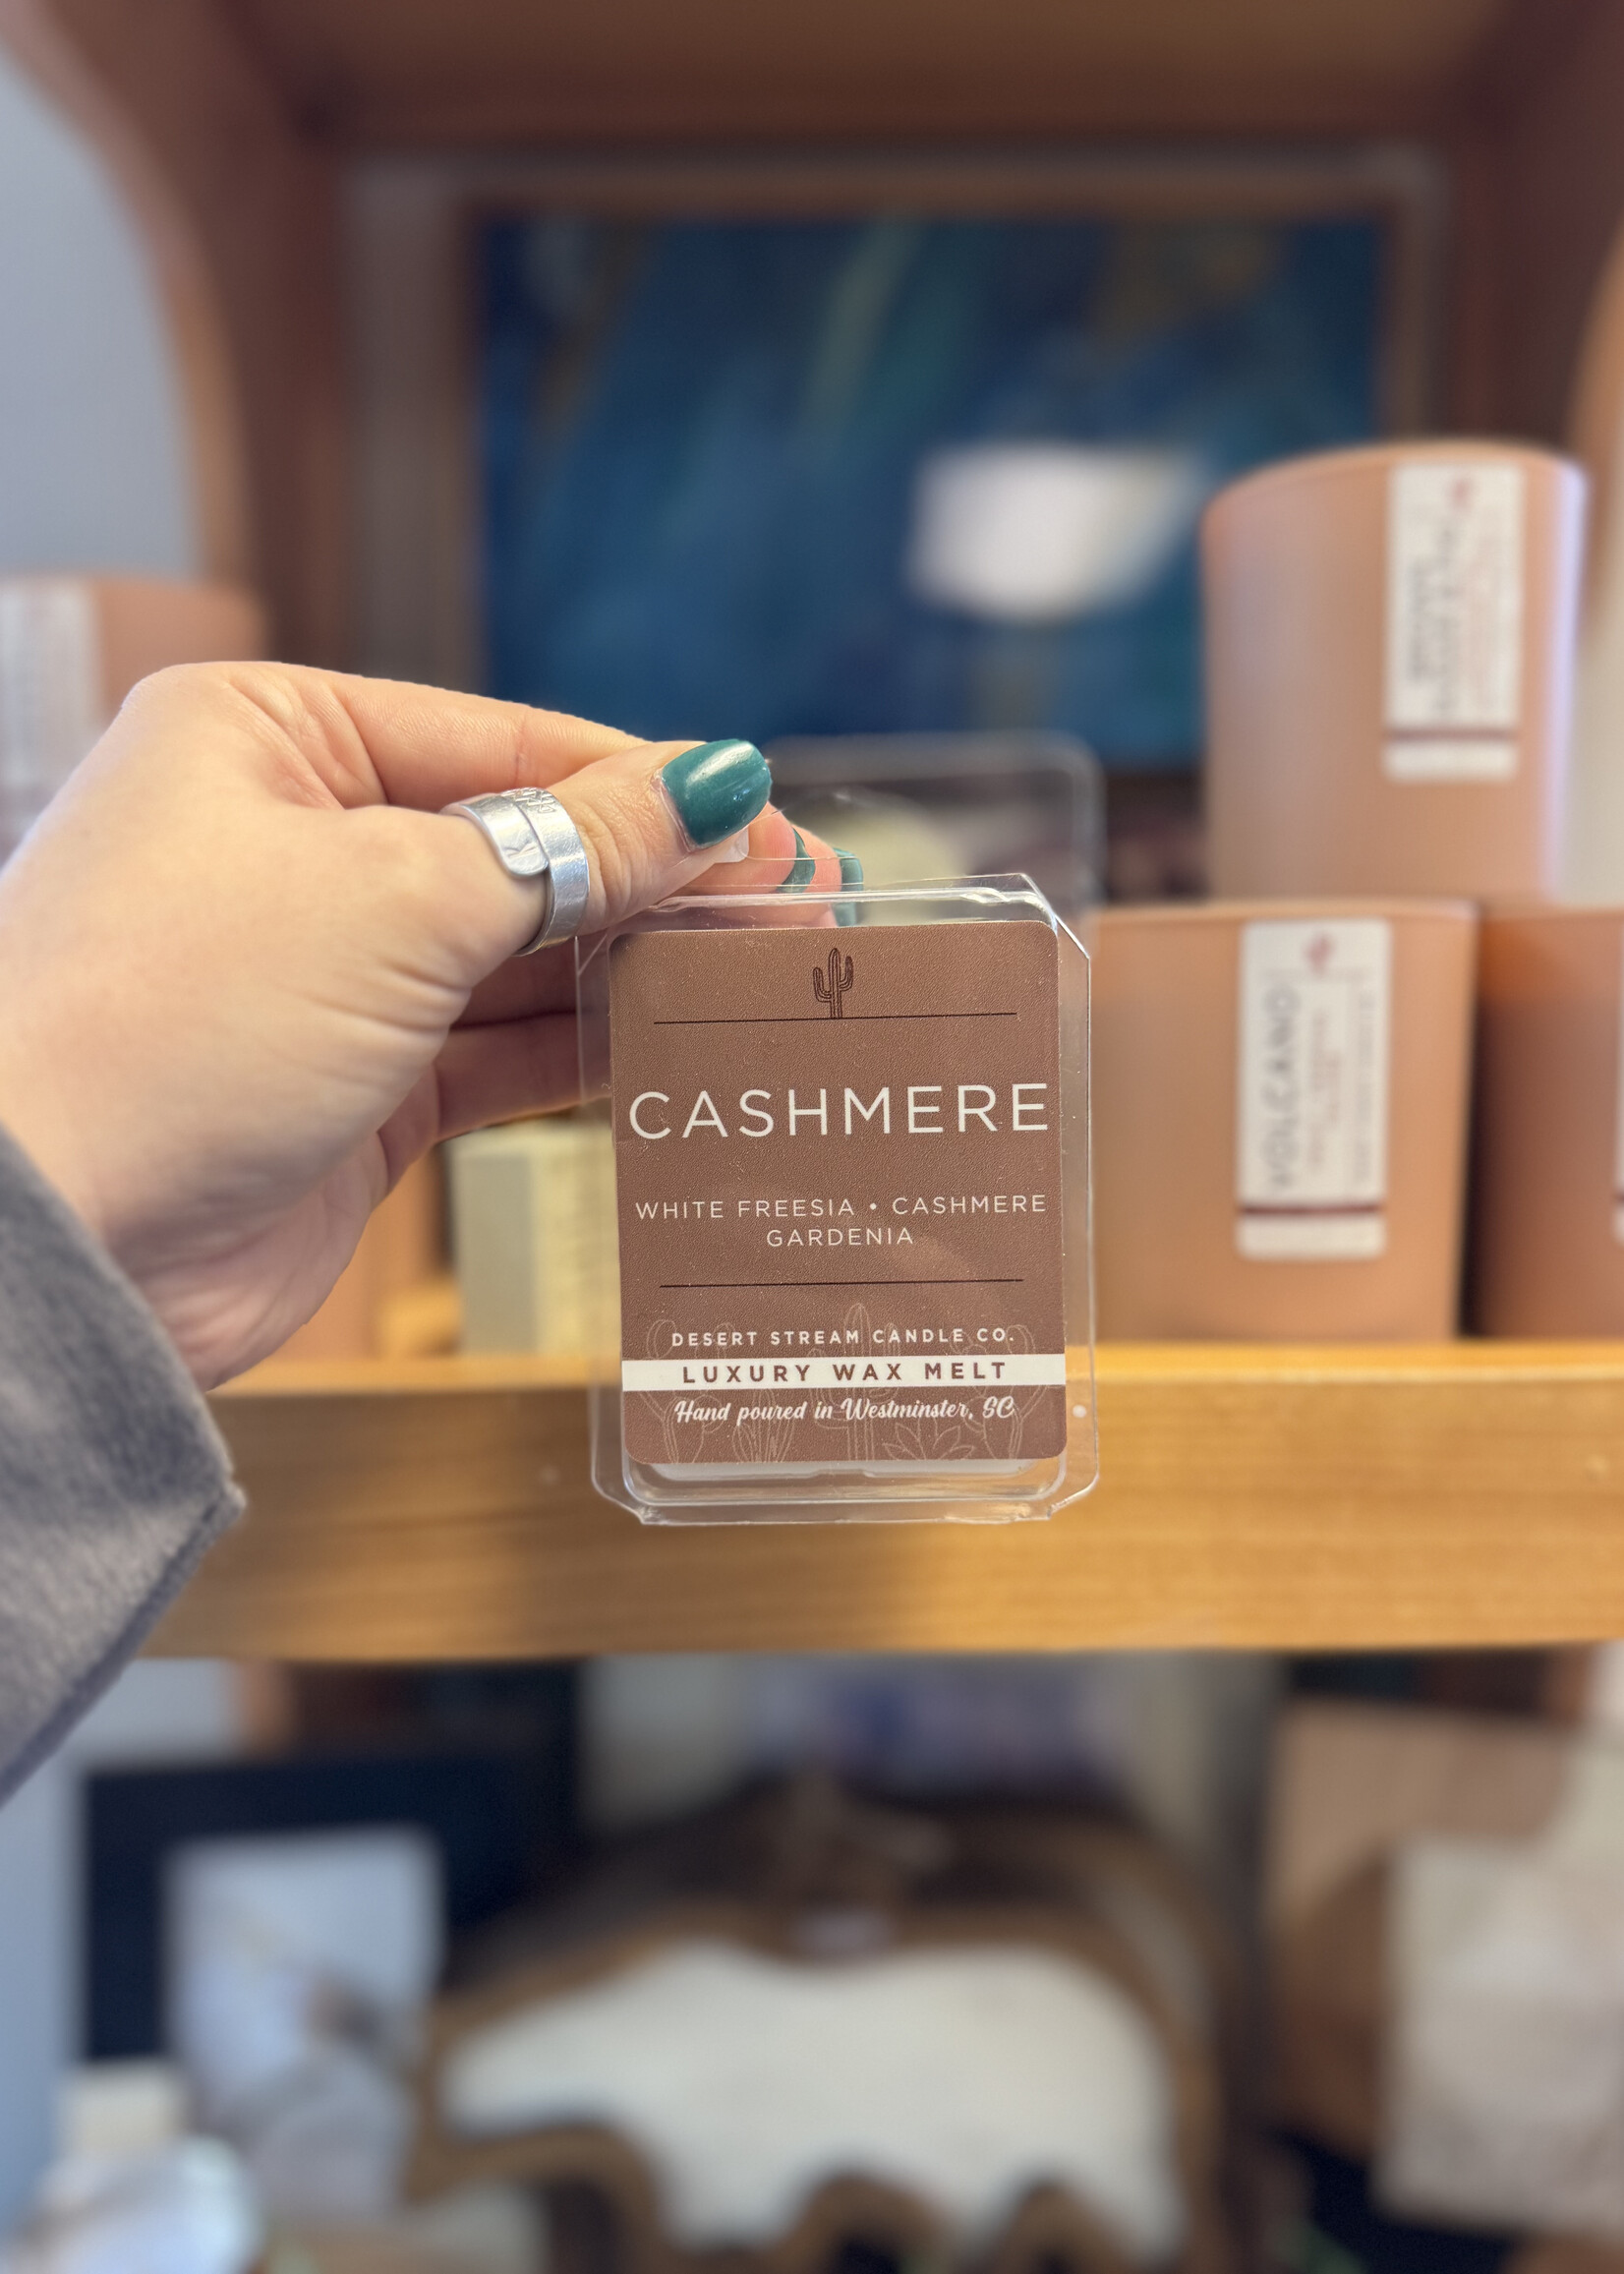 CASHMERE
WHITE FREESIA • CASHMERE
GARDENIA
DESERT STREAM CANDLE CO.
LUXURY WAX MELT
Hand poured in Westminster, SC
VOLCANO